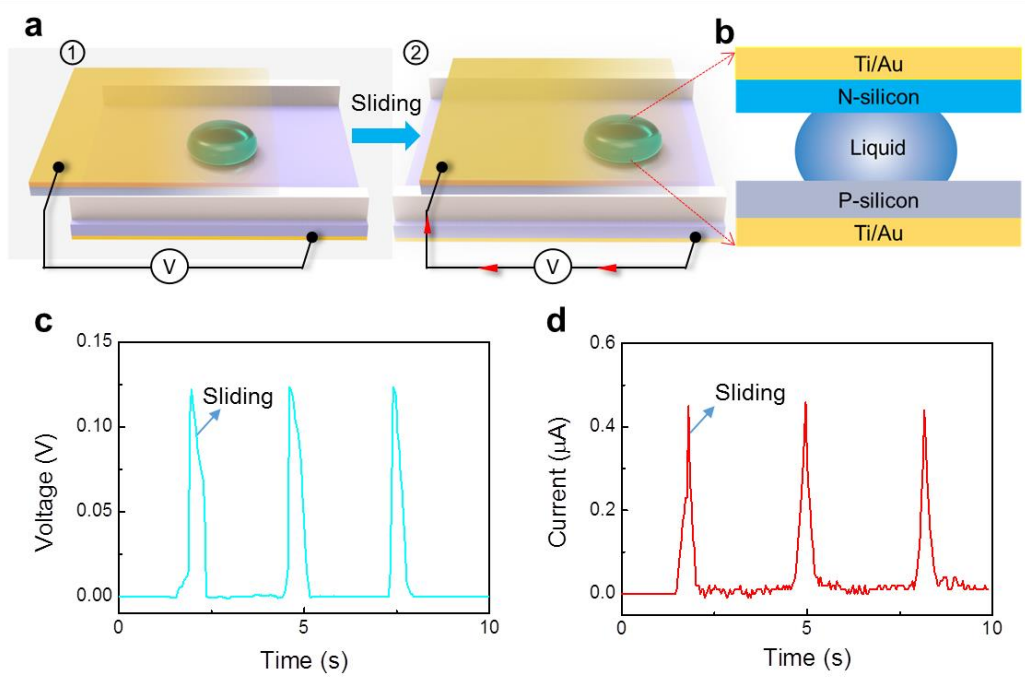 a
①
②
Sliding
V
V
b
Ti/Au
N-silicon
Liquid
P-silicon
Ti/Au
c
0.15
0.10
0.05
0.00
Voltage (V)
Sliding
0
5
10
Time (s)
d
0.6
0.4
0.2
0.0
Current (μA)
Sliding
0
5
10
Time (s)